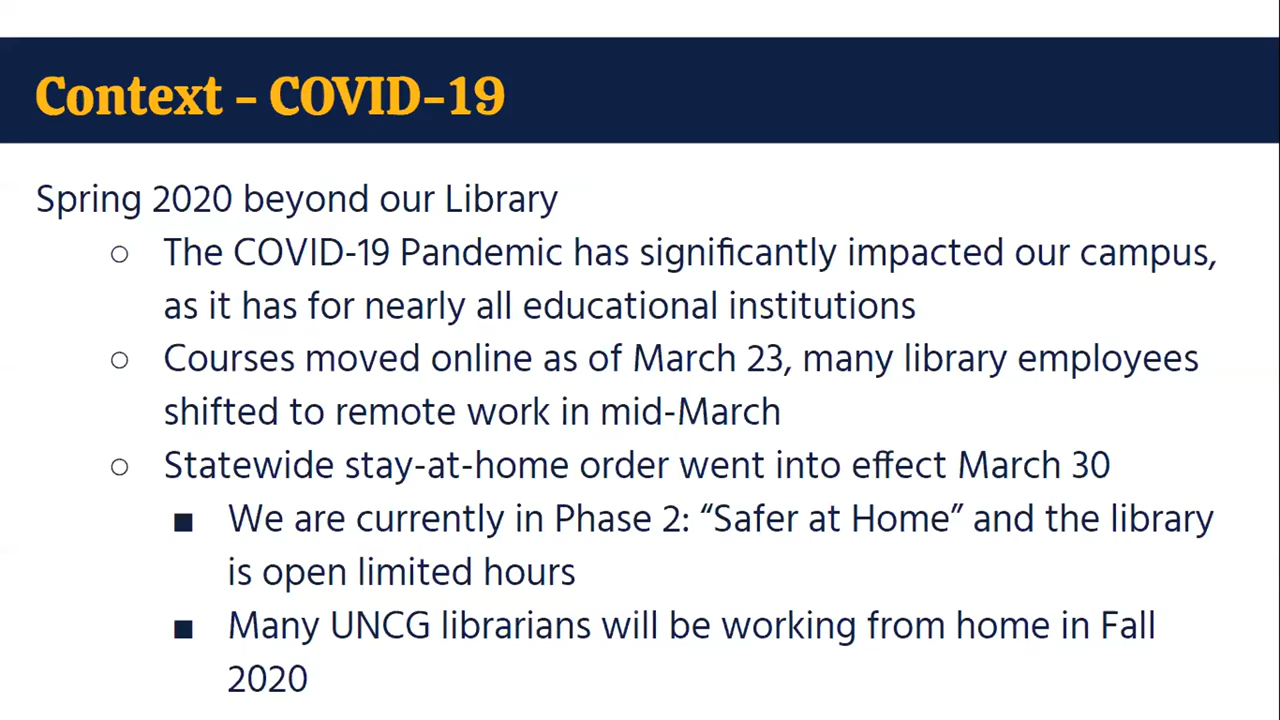 Context - COVID-19
Spring 2020 beyond our Library
○ The COVID-19 Pandemic has significantly impacted our campus,
as it has for nearly all educational institutions
○ Courses moved online as of March 23, many library employees
shifted to remote work in mid-March
○ Statewide stay-at-home order went into effect March 30
■ We are currently in Phase 2: “Safer at Home” and the library
is open limited hours
■ Many UNCG librarians will be working from home in Fall
2020